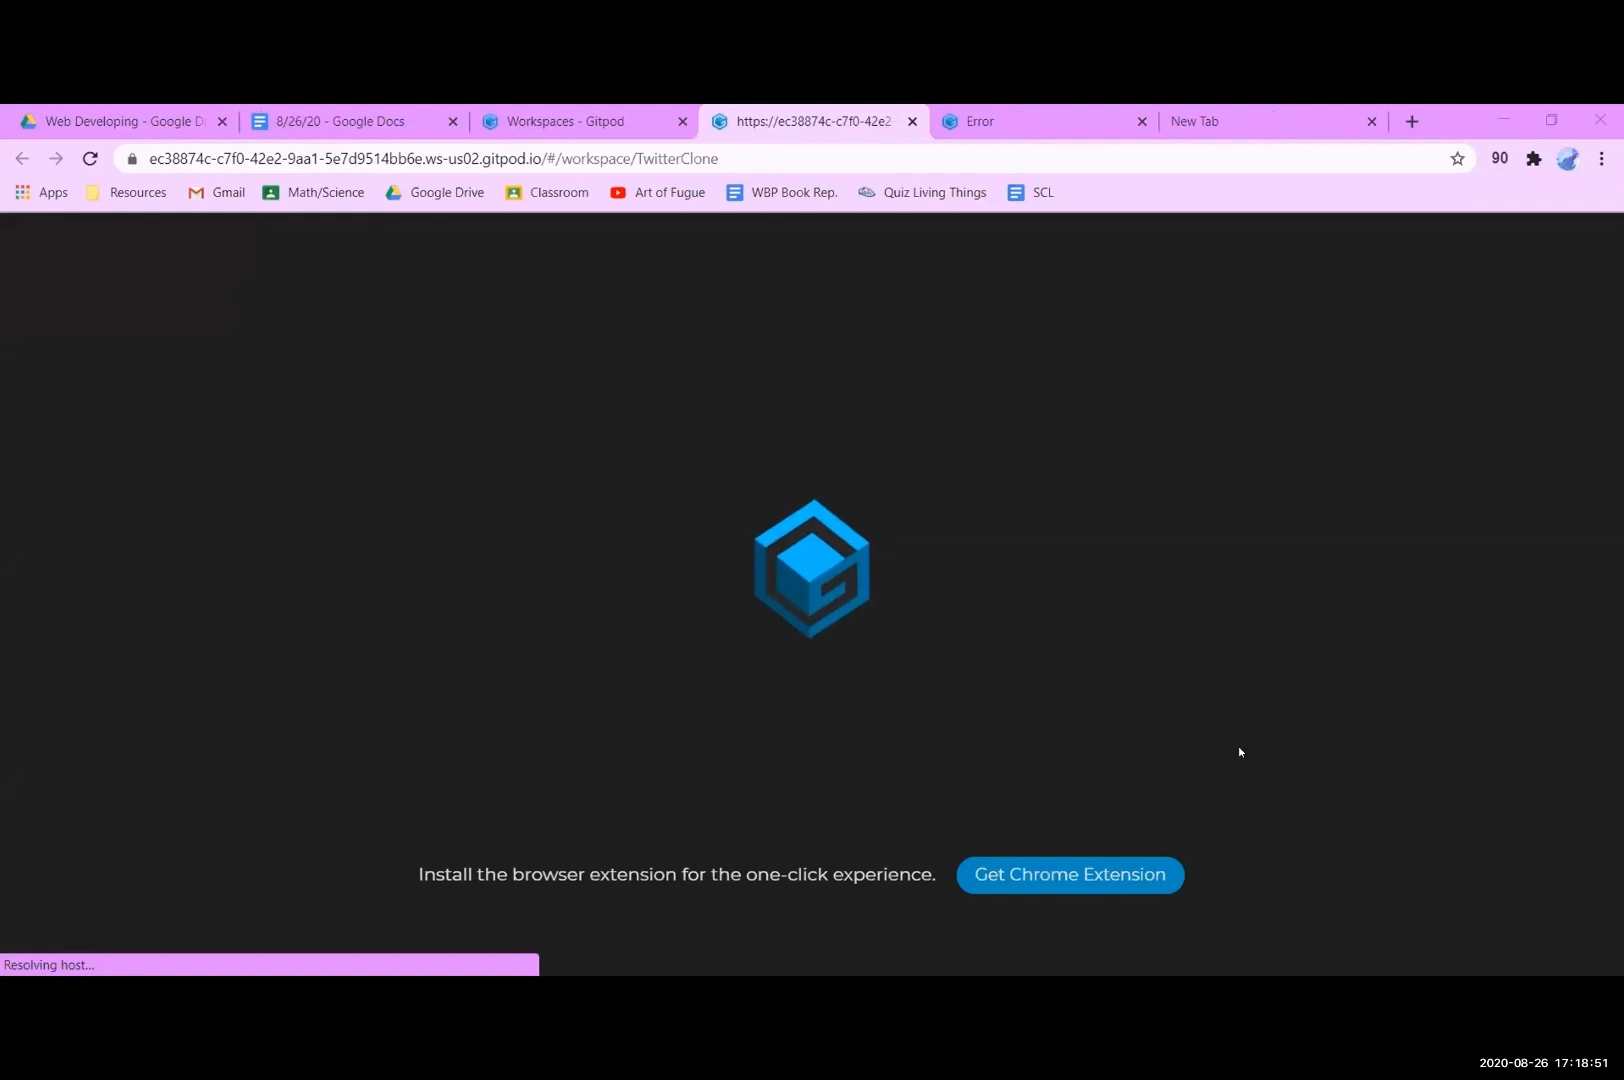 Web Developing - Google D
8/26/20 - Google Docs
Workspaces - Gitpod
https://ec38874c-c7f0-42e2
Error
New Tab
ec38874c-c7f0-42e2-9aa1-5e7d9514bb6e.ws-us02.gitpod.io/#/workspace/TwitterClone
90
Apps
Resources
Gmail
Math/Science
Google Drive
Classroom
Art of Fugue
WBP Book Rep.
Quiz Living Things
SCL
Install the browser extension for the one-click experience.
Get Chrome Extension
Resolving host...
2020-08-26 17:18:51